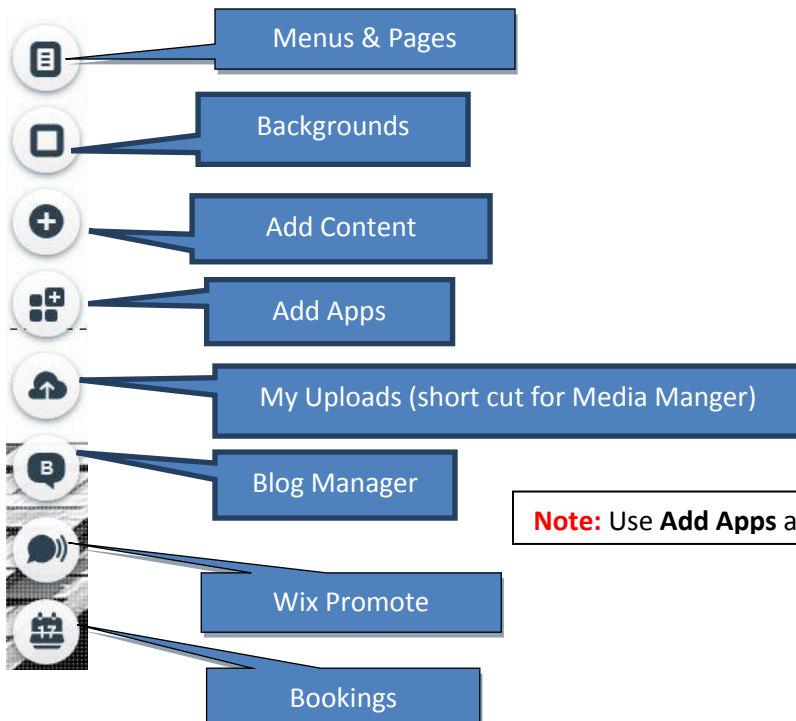 Menus & Pages
Backgrounds
Add Content
Add Apps
My Uploads (short cut for Media Manger)
B
Blog Manager
Note: Use Add Apps a
Wix Promote
17
Bookings